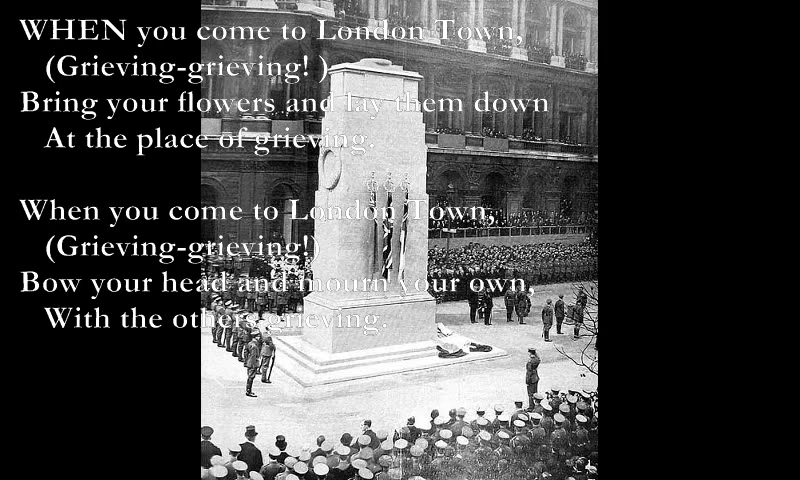 WHEN you come to London Town,
(Grieving-grieving! )
Bring your flowers and lay them down
At the place of grieving.
When you come to London Town,
(Grieving-grieving!)
Bow your head and mourn your own,
With the others grieving.